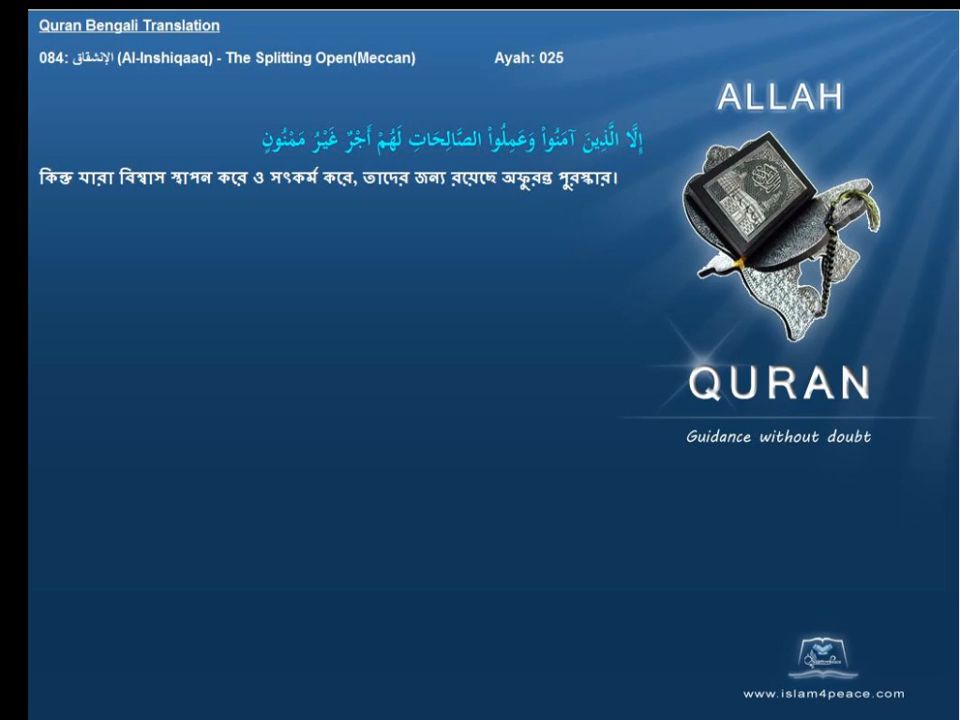 Quran Bengali Translation
084: الإنشقاق (Al-Inshiqaaq) - The Splitting Open(Meccan) Ayah: 025
ALLAH
إِلَّا الَّذِينَ آمَنُواْ وَعَمِلُواْ الصَّالِحَاتِ لَهُمْ أَجْرٌ غَيْرُ مَمْنُونٍ
কিন্তু যারা বিশ্বাস স্থাপন করে ও সৎকর্ম করে, তাদের জন্য রয়েছে অফুরন্ত পুরস্কার।
QURAN
Guidance without doubt
www.islam4peace.com